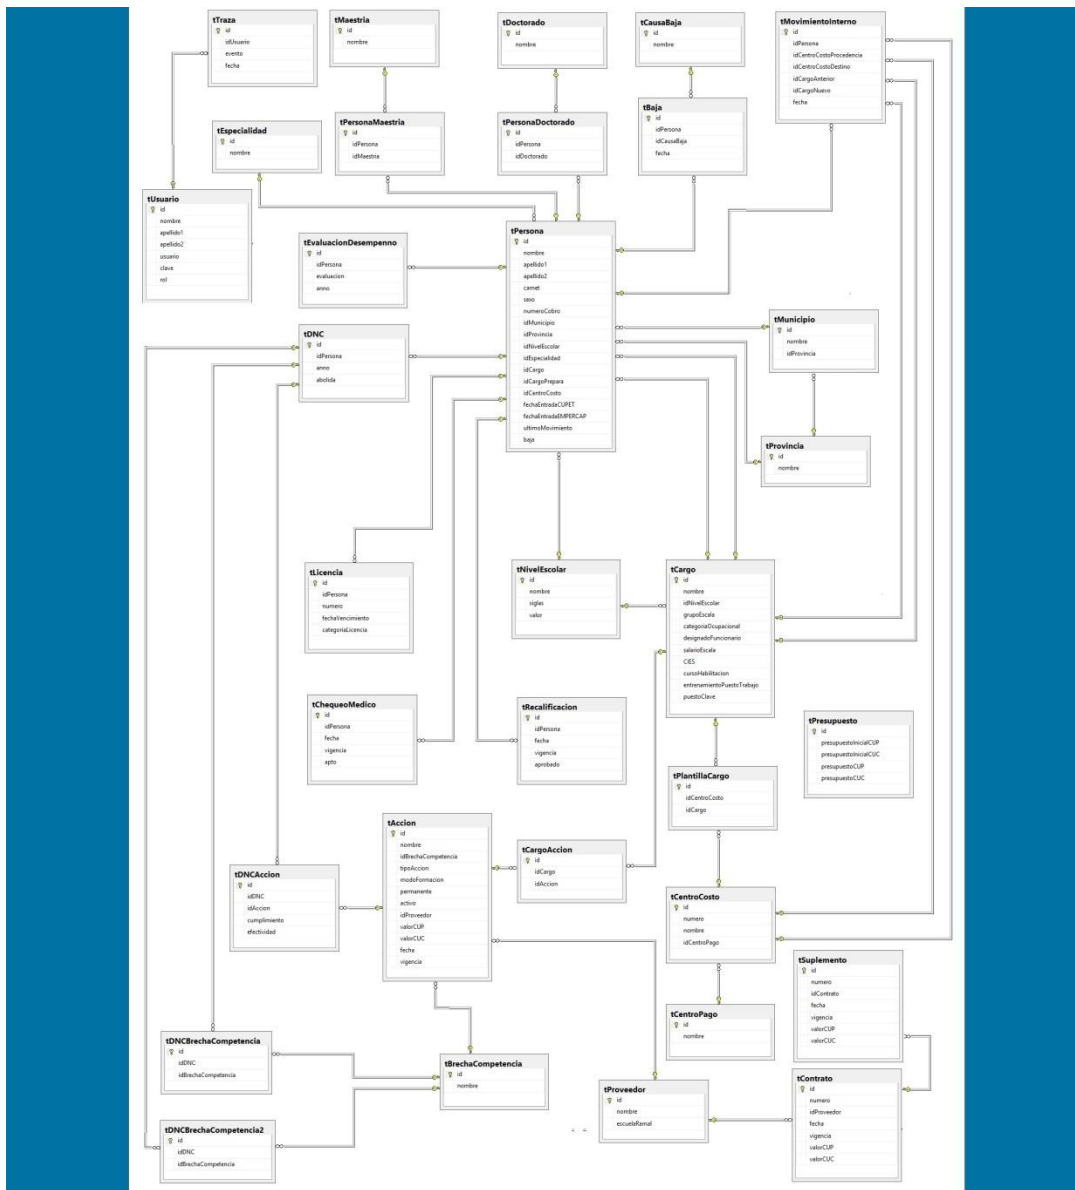 tTraza
id
idUsuario
evento
fecha
tMaestria
id
nombre
tDoctorado
id
nombre
tCausaBaja
id
nombre
tMovimientoInterno
id
idPersona
idCentroCostoProcedencia
idCentroCostoDestino
idCargoAnterior
idCargoNuevo
fecha
tEspecialidad
id
nombre
tPersonaMaestria
id
idPersona
idMaestria
tPersonaDoctorado
id
idPersona
idDoctorado
tBaja
id
idPersona
idCausaBaja
fecha
tUsuario
id
nombre
apellido1
apellido2
usuario
clave
rol
tEvaluacionDesempenno
id
idPersona
evaluacion
anno
tPersona
id
nombre
apellido1
apellido2
carnet
sexo
numeroCobro
idMunicipio
idProvincia
idNivelEscolar
idEspecialidad
idCargo
idCargoPrepara
idCentroCosto
fechaEntradaCUPET
fechaEntradaEMPERCAP
ultimoMovimiento
baja
tDNC
id
idPersona
anno
abolida
tMunicipio
id
nombre
idProvincia
tProvincia
id
nombre
tLicencia
id
idPersona
numero
fechaVencimiento
categoriaLicencia
tNivelEscolar
id
nombre
siglas
valor
tCargo
id
nombre
idNivelEscolar
grupoEscala
categoriaOcupacional
designadoFuncionario
salarioEscala
CIES
cursoHabilitacion
entrenamientoPuestoTrabajo
puestoClave
tChequeoMedico
id
idPersona
fecha
vigencia
apto
tRecalificacion
id
idPersona
fecha
vigencia
aprobado
tPresupuesto
id
presupuestoInicialCUP
presupuestoInicialCUC
presupuestoCUP
presupuestoCUC
tPlantillaCargo
id
idCentroCosto
idCargo
tAccion
id
nombre
idBrechaCompetencia
tipoAccion
modoFormacion
permanente
activo
idProveedor
valorCUP
valorCUC
fecha
vigencia
tCargoAccion
id
idCargo
idAccion
tDNCAccion
id
idDNC
idAccion
cumplimiento
efectividad
tCentroCosto
id
numero
nombre
idCentroPago
tSuplemento
id
numero
idContrato
fecha
vigencia
valorCUP
valorCUC
tCentroPago
id
nombre
tDNCBrechaCompetencia
id
idDNC
idBrechaCompetencia
tBrechaCompetencia
id
nombre
tProveedor
id
nombre
escuelaRamal
tContrato
id
numero
idProveedor
fecha
vigencia
valorCUP
valorCUC
tDNCBrechaCompetencia2
id
idDNC
idBrechaCompetencia